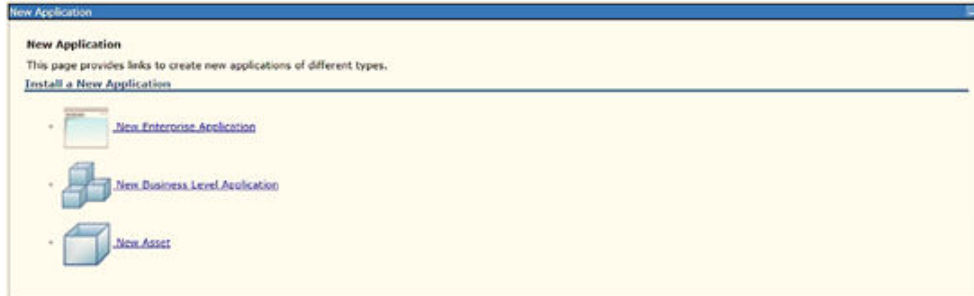 New Application
New Application
This page provides links to create new applications of different types.
Install a New Application
New Enterprise Application
New Business Level Application
New Asset